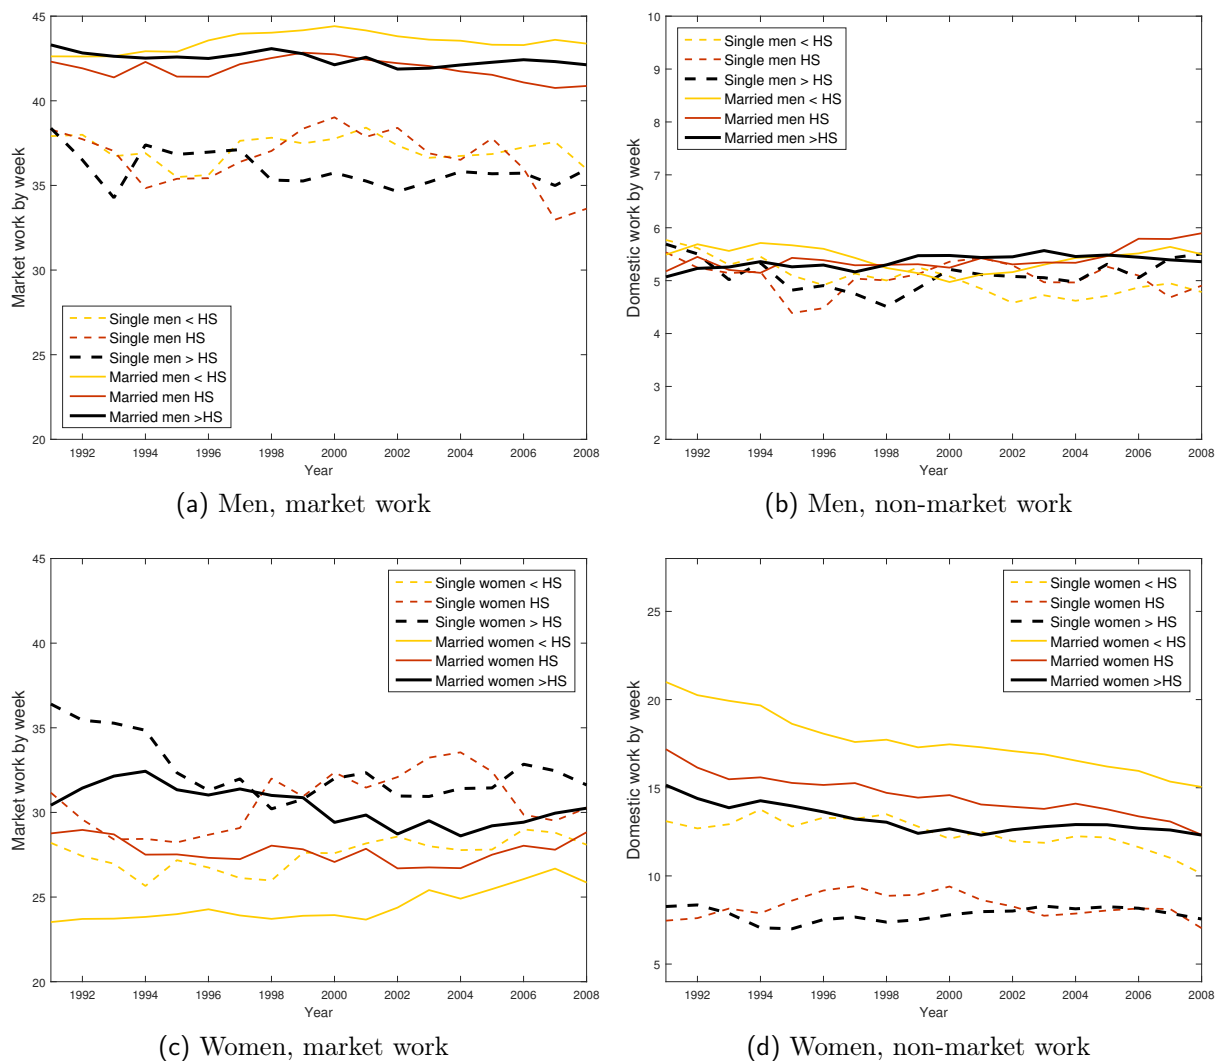 45
40
35
30
25
20
Market work by week
Single men < HS
Single men HS
Single men > HS
Married men < HS
Married men HS
Married men >HS
1992 1994 1996 1998 2000 2002 2004 2006 2008
Year
(a) Men, market work
10
9
8
7
6
5
4
3
2
Domestic work by week
Single men < HS
Single men HS
Single men > HS
Married men < HS
Married men HS
Married men >HS
1992 1994 1996 1998 2000 2002 2004 2006 2008
Year
(b) Men, non-market work
45
40
35
30
25
20
Market work by week
Single women < HS
Single women HS
Single women > HS
Married women < HS
Married women HS
Married women >HS
1992 1994 1996 1998 2000 2002 2004 2006 2008
Year
(c) Women, market work
25
20
15
10
5
Domestic work by week
Single women < HS
Single women HS
Single women > HS
Married women < HS
Married women HS
Married women >HS
1992 1994 1996 1998 2000 2002 2004 2006 2008
Year
(d) Women, non-market work